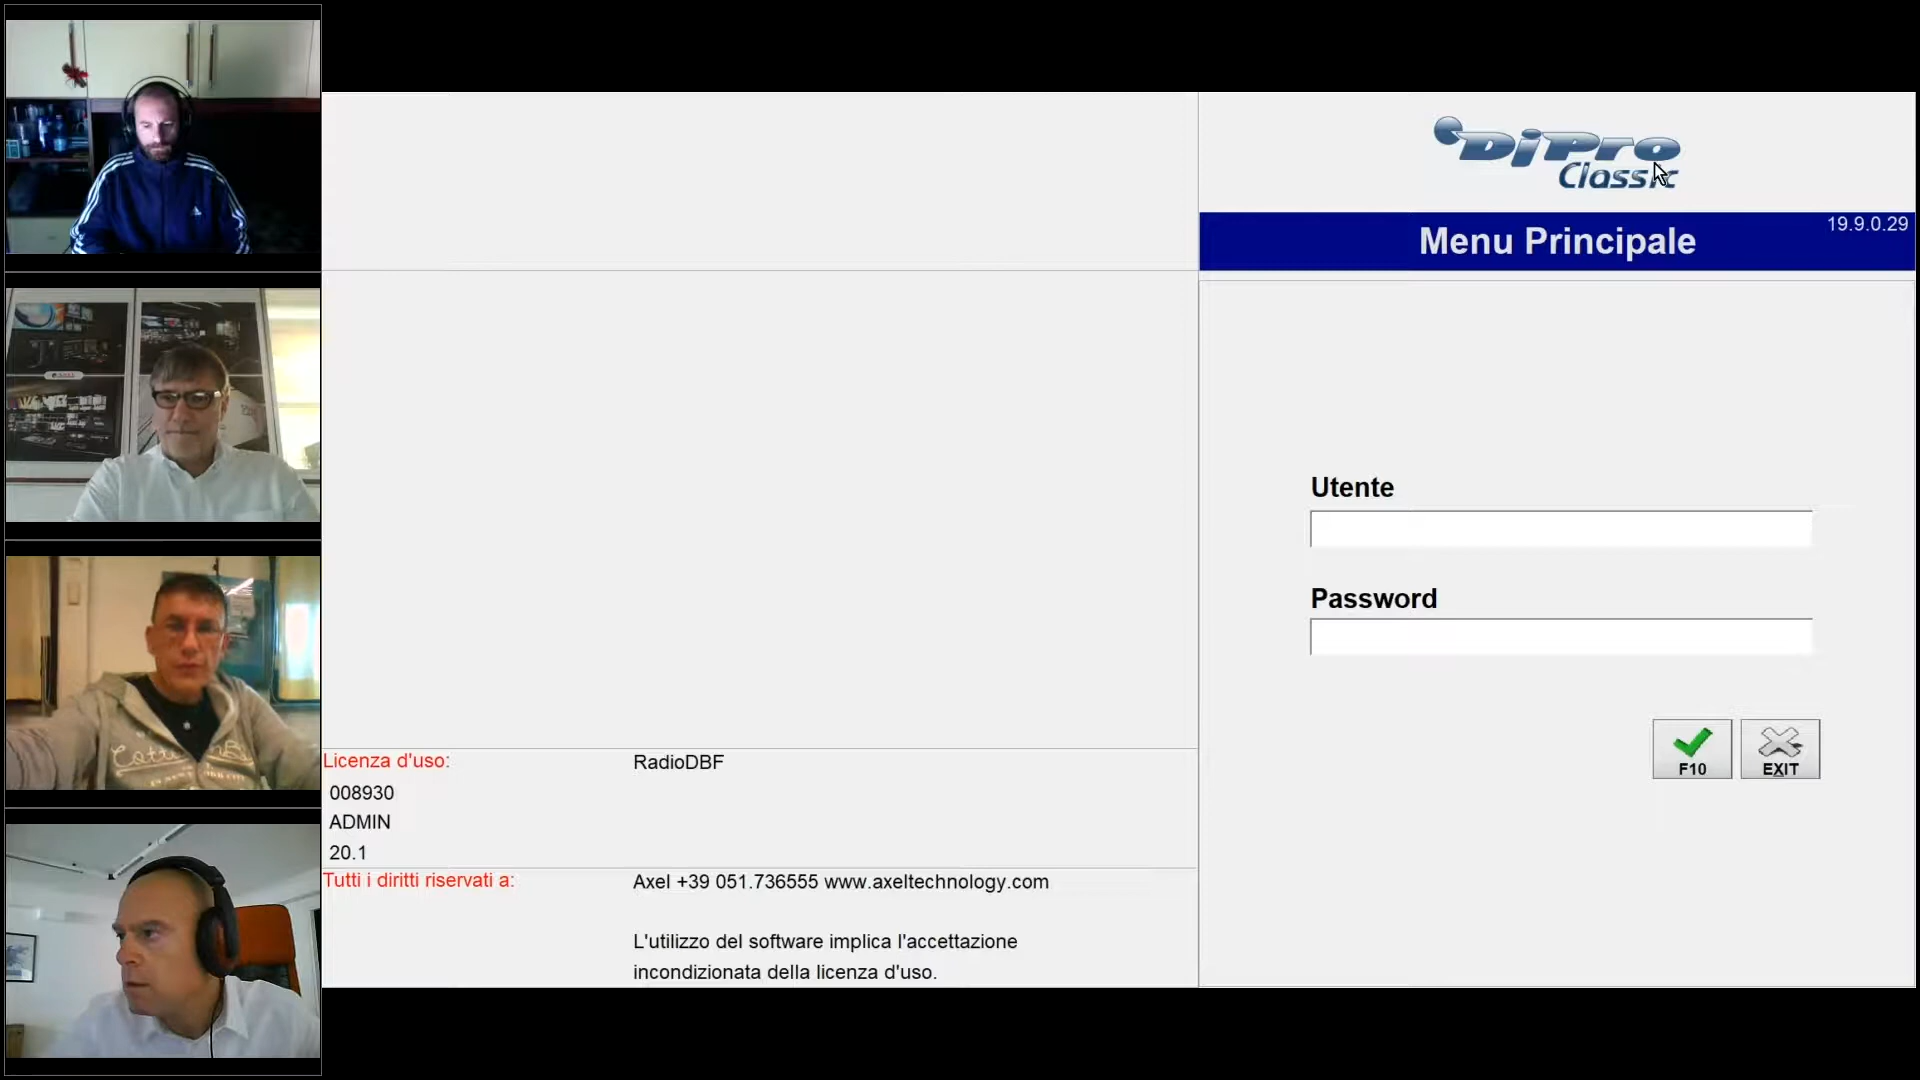 DjPro
Classic
19.9.0.29
Menu Principale
Utente
Password
F10
EXIT
Licenza d'uso:
RadioDBF
008930
ADMIN
20.1
Tutti i diritti riservati a:
Axel +39 051.736555 www.axeltechnology.com
L'utilizzo del software implica l'accettazione
incondizionata della licenza d'uso.